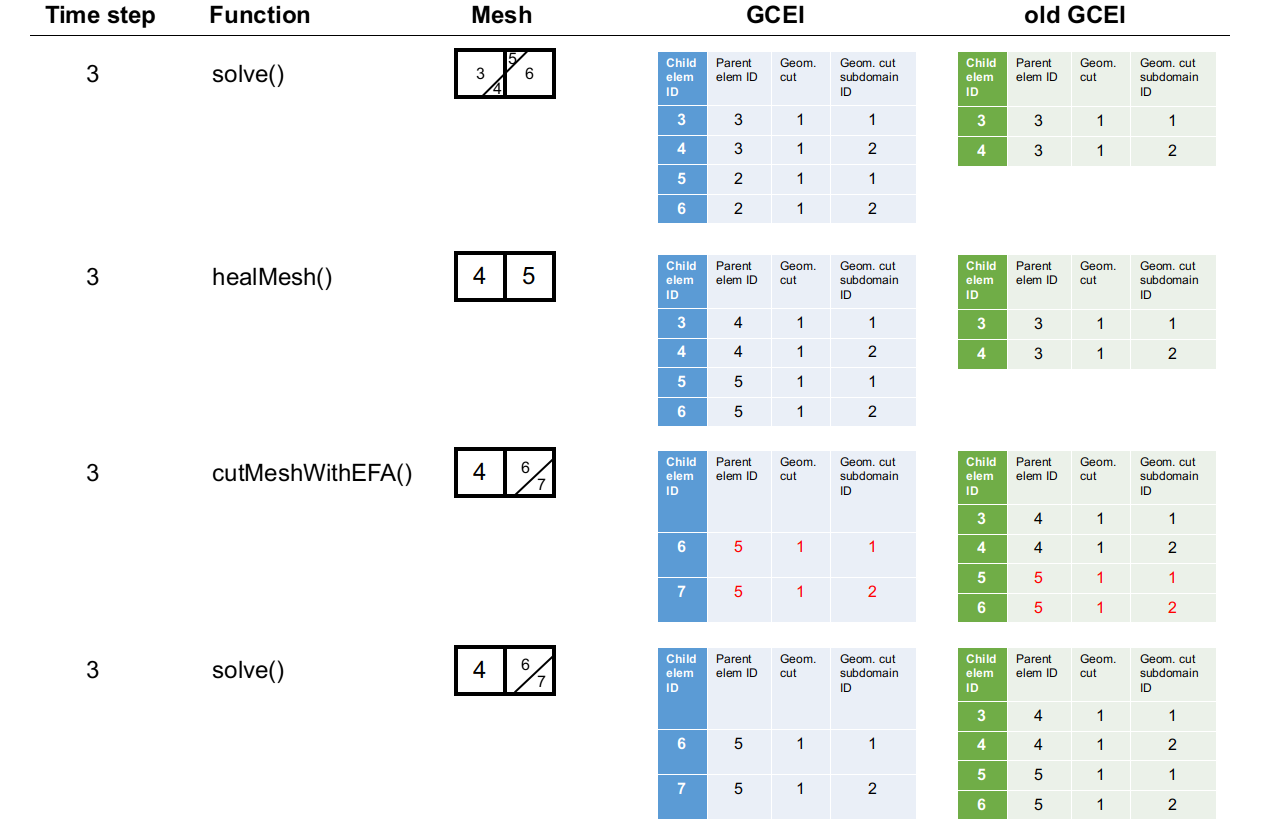 Time step Function Mesh GCEI old GCEI
3 solve() 3 4 5 6
Child elem ID Parent elem ID Geom. cut Geom. cut subdomain ID
3 3 1 1
4 3 1 2
5 2 1 1
6 2 1 2
Child elem ID Parent elem ID Geom. cut Geom. cut subdomain ID
3 3 1 1
4 3 1 2
3 healMesh() 4 5
Child elem ID Parent elem ID Geom. cut Geom. cut subdomain ID
3 4 1 1
4 4 1 2
5 5 1 1
6 5 1 2
Child elem ID Parent elem ID Geom. cut Geom. cut subdomain ID
3 3 1 1
4 3 1 2
3 cutMeshWithEFA() 4 6 7
Child elem ID Parent elem ID Geom. cut Geom. cut subdomain ID
6 5 1 1
7 5 1 2
Child elem ID Parent elem ID Geom. cut Geom. cut subdomain ID
3 4 1 1
4 4 1 2
5 5 1 1
6 5 1 2
3 solve() 4 6 7
Child elem ID Parent elem ID Geom. cut Geom. cut subdomain ID
6 5 1 1
7 5 1 2
Child elem ID Parent elem ID Geom. cut Geom. cut subdomain ID
3 4 1 1
4 4 1 2
5 5 1 1
6 5 1 2